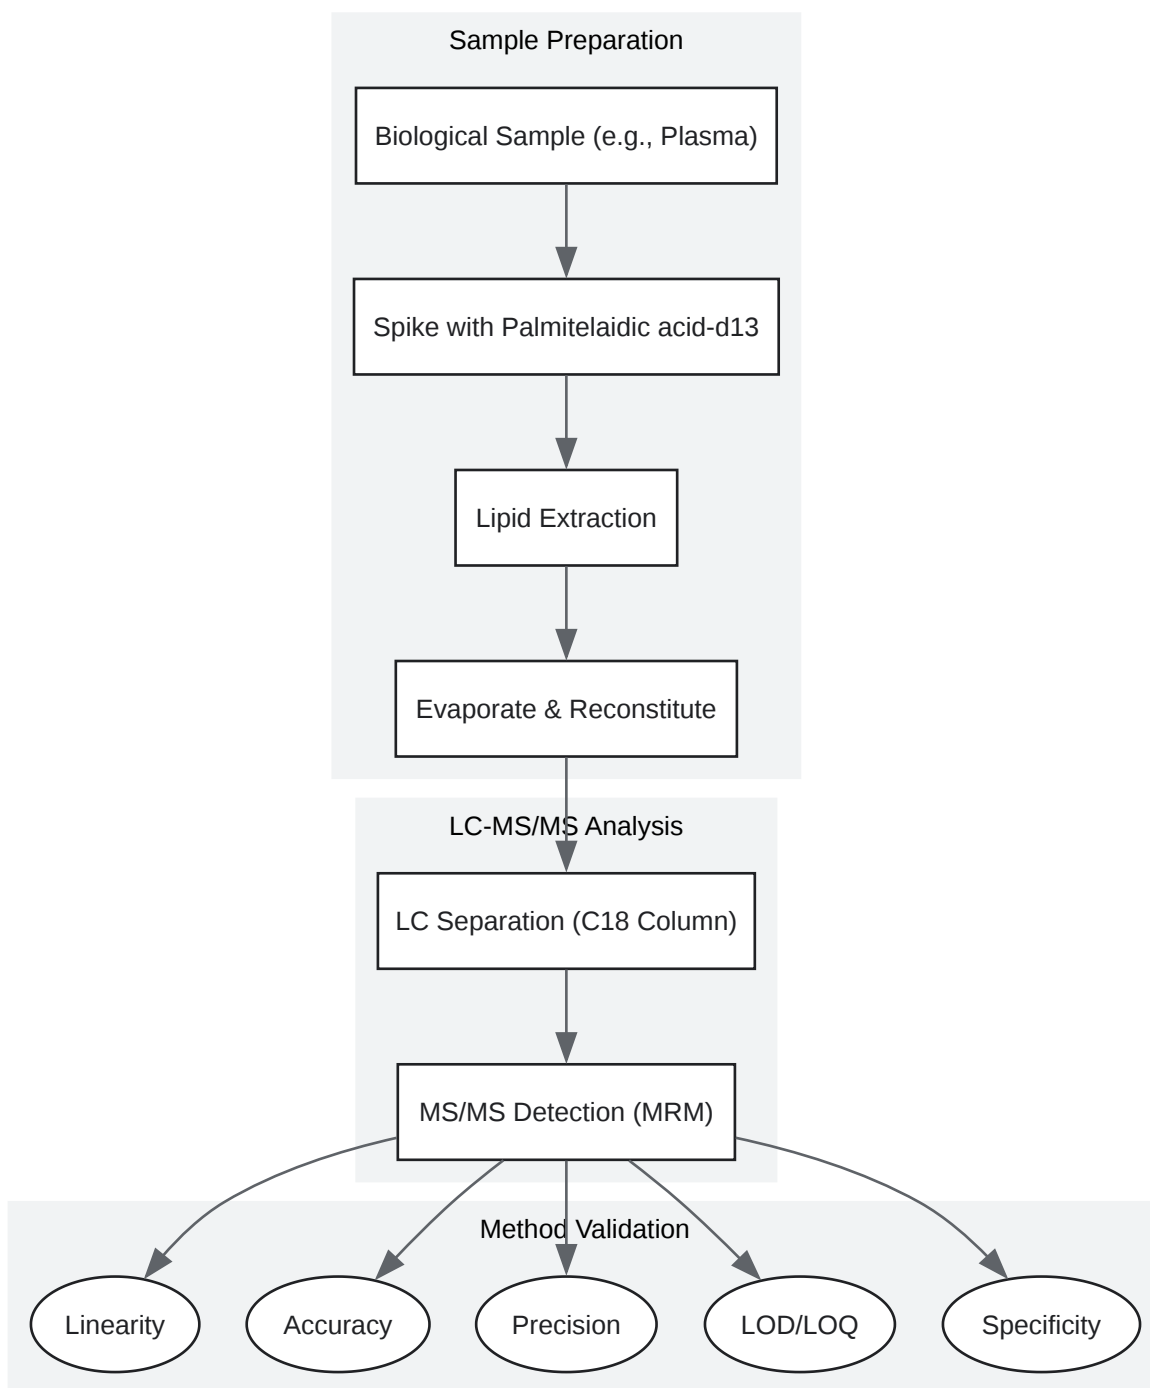 Sample Preparation
Biological Sample (e.g., Plasma)
Spike with Palmitelaidic acid-d13
Lipid Extraction
Evaporate & Reconstitute
LC-MS/MS Analysis
LC Separation (C18 Column)
MS/MS Detection (MRM)
Method Validation
Linearity
Accuracy
Precision
LOD/LOQ
Specificity